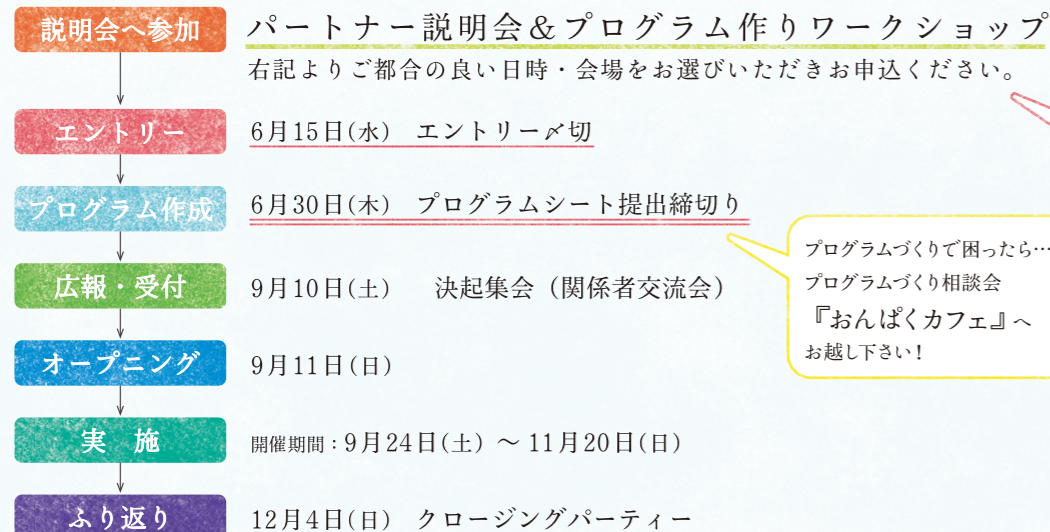 説明会へ参加
パートナー説明会＆プログラム作りワークショップ
右記よりご都合の良い日時・会場をお選びいただきお申込ください。
エントリー
6月15日(水) エントリー〆切
プログラム作成
6月30日(木) プログラムシート提出締切り
プログラムづくりで困ったら…
プログラムづくり相談会
『おんぱくカフェ』へ
お越し下さい！
広報・受付
9月10日(土) 決起集会（関係者交流会）
オープニング
9月11日(日)
実 施
開催期間：9月24日(土) ～ 11月20日(日)
ふり返り
12月4日(日) クロージングパーティー